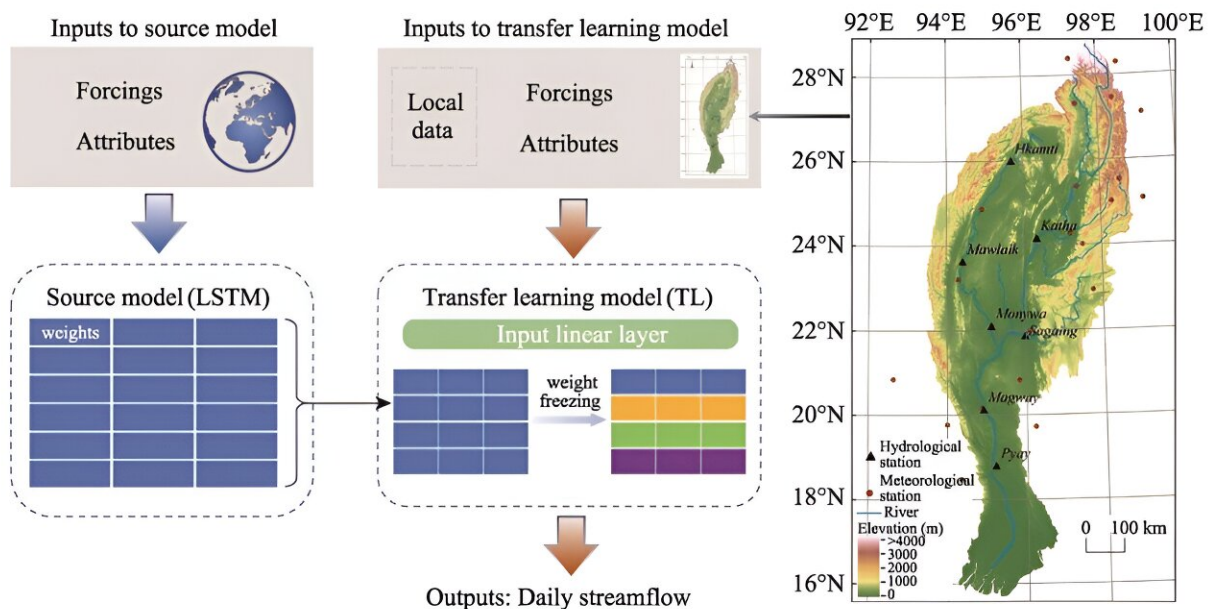 Inputs to source model
Forcings
Attributes
Inputs to transfer learning model
Local
data
Forcings
Attributes
Source model (LSTM)
weights
Transfer learning model (TL)
Input linear layer
weight
freezing
Outputs: Daily streamflow
92°E 94°E 96°E 98°E 100°E
28°N
26°N
24°N
22°N
20°N
18°N
16°N
Hkamti
Katha
Mawlaik
Monywa
Sagaing
Magway
Pyay
Hydrological
station
Meteorological
station
River
Elevation (m)
>4000
3000
2000
1000
0
0 100 km